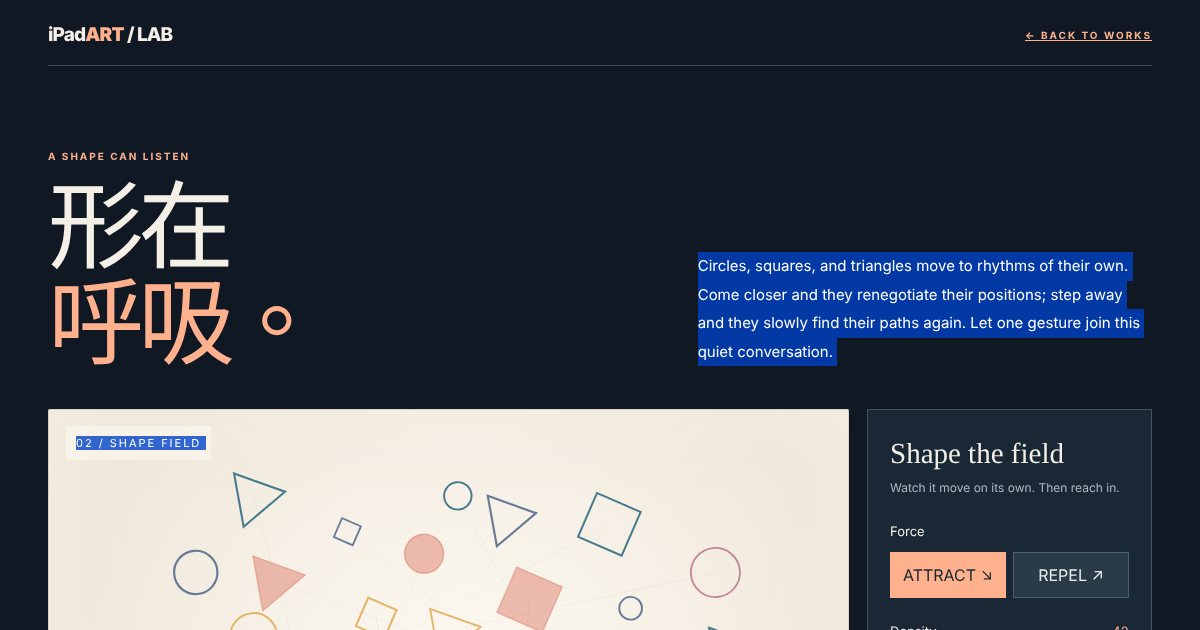 iPadART / LAB
← BACK TO WORKS
A SHAPE CAN LISTEN
形在
呼吸。
Circles, squares, and triangles move to rhythms of their own.
Come closer and they renegotiate their positions; step away
and they slowly find their paths again. Let one gesture join this
quiet conversation.
02 / SHAPE FIELD
Shape the field
Watch it move on its own. Then reach in.
Force
ATTRACT ↘
REPEL ↗